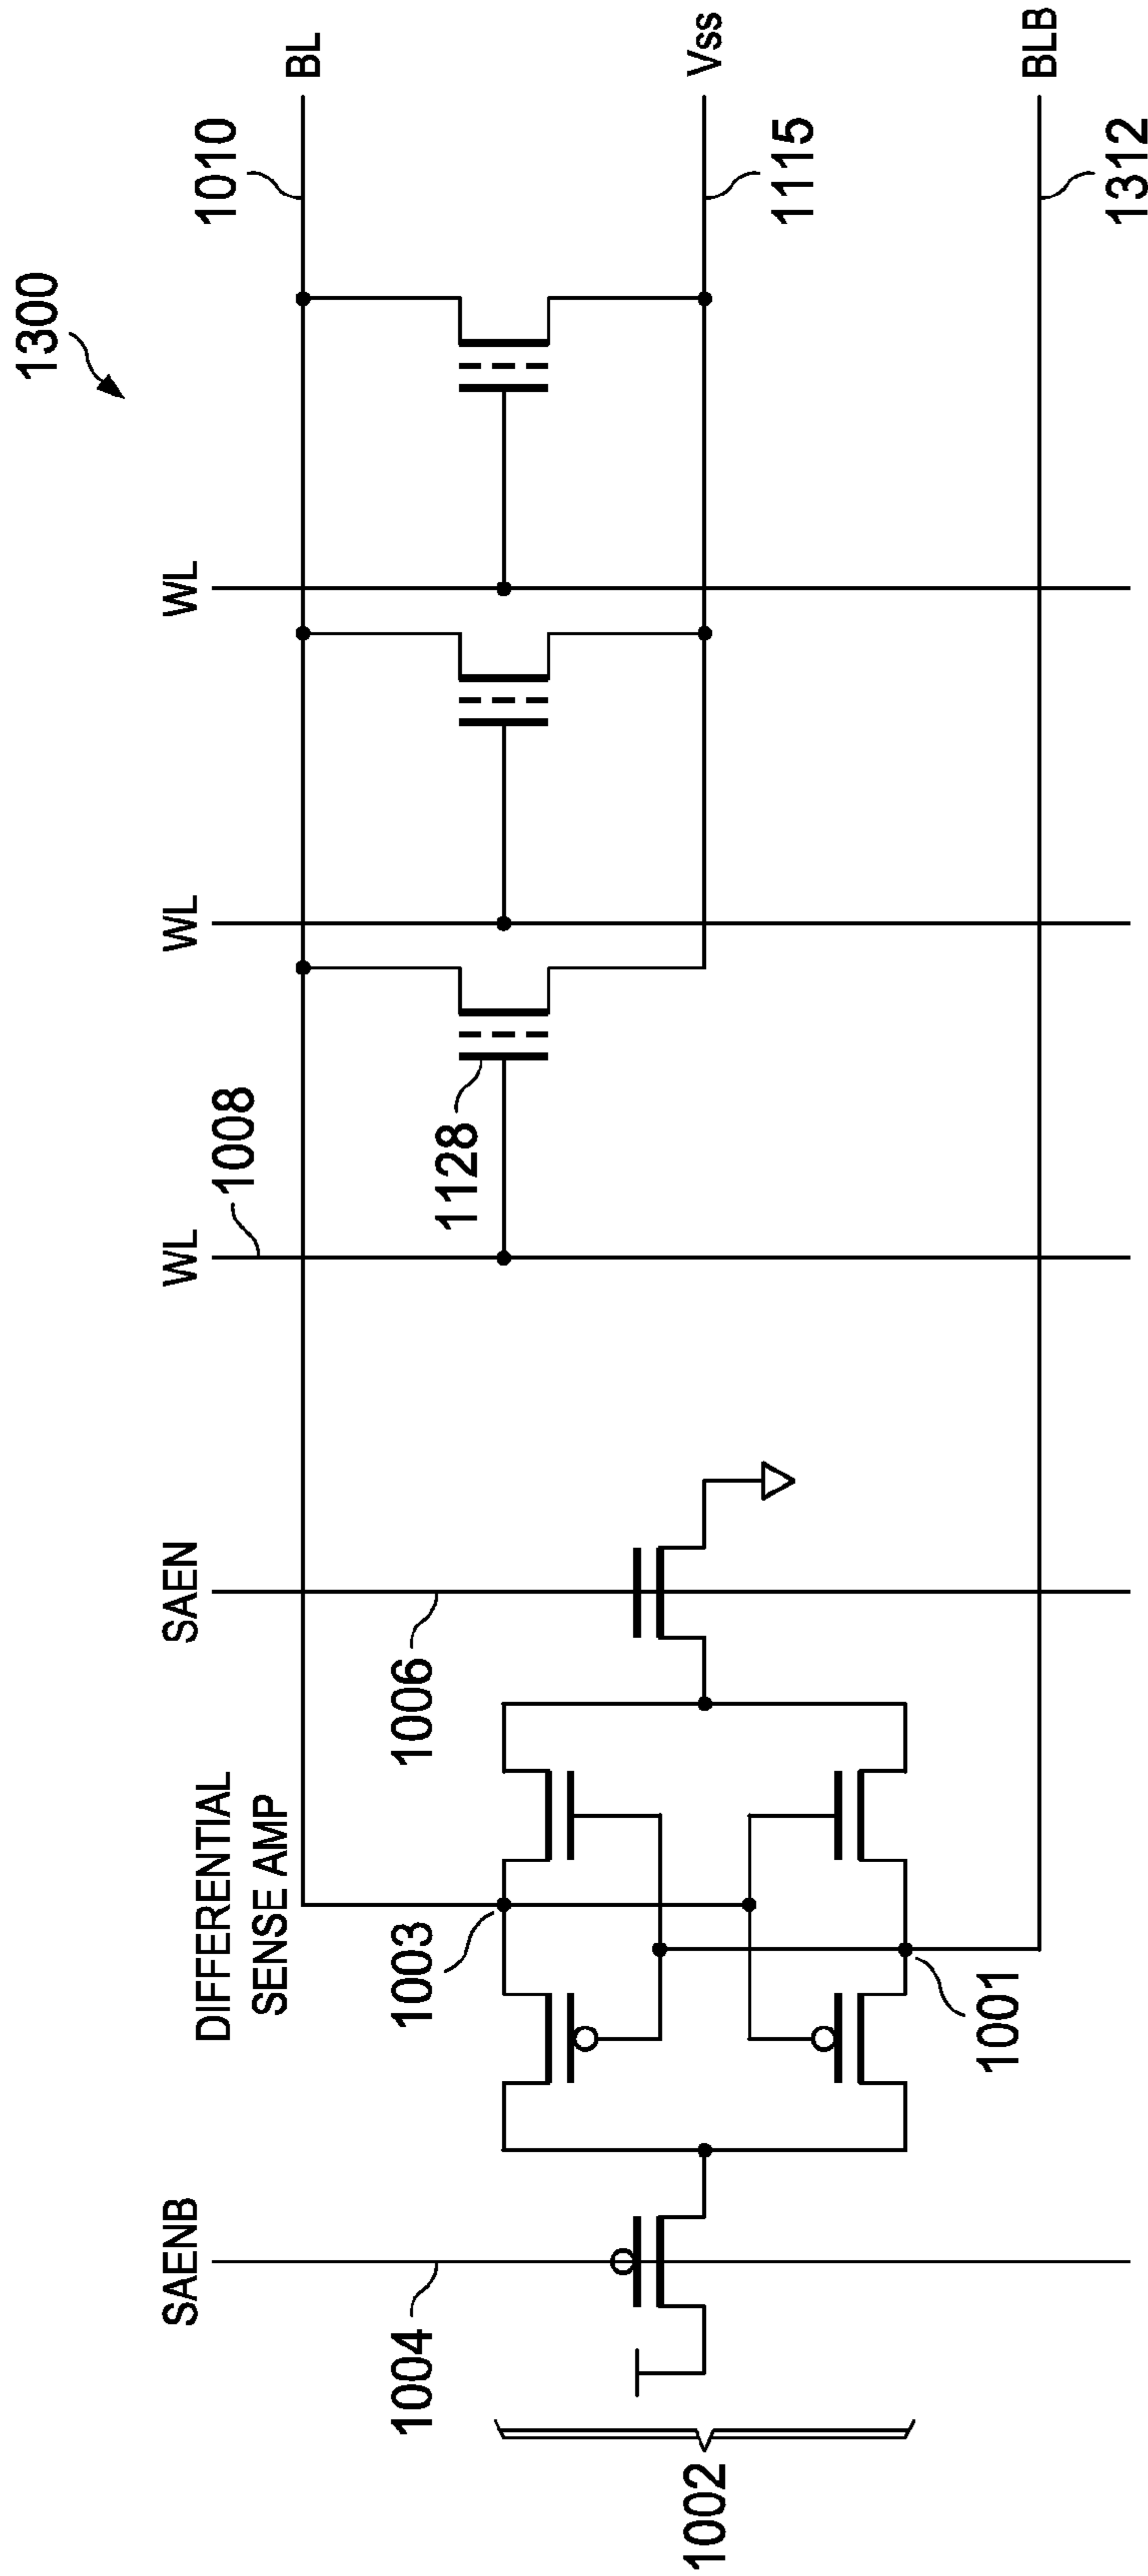 1300
SAENB
DIFFERENTIAL
SENSE AMP
SAEN
WL
WL
WL
1004
1003
1006
1008
1010
BL
1002
1128
1115
Vss
1001
1312
BLB